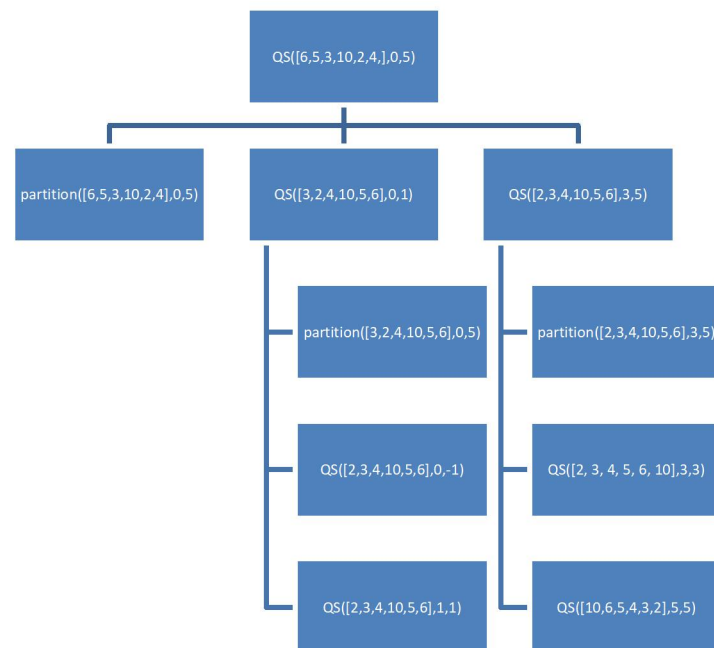 QS([6,5,3,10,2,4,],0,5)
partition([6,5,3,10,2,4],0,5)
QS([3,2,4,10,5,6],0,1)
QS([2,3,4,10,5,6],3,5)
partition([3,2,4,10,5,6],0,5)
partition([2,3,4,10,5,6],3,5)
QS([2,3,4,10,5,6],0,-1)
QS([2, 3, 4, 5, 6, 10],3,3)
QS([2,3,4,10,5,6],1,1)
QS([10,6,5,4,3,2],5,5)